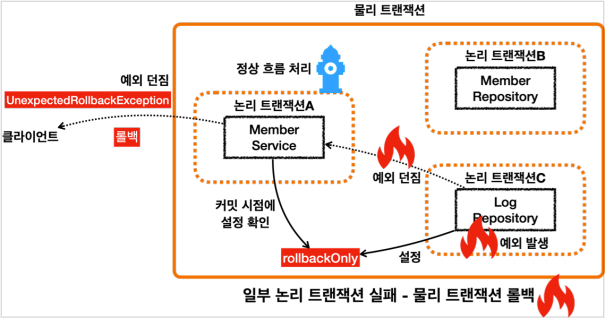 물리 트랜잭션
정상 흐름 처리
논리 트랜잭션B
Member
Repository
예외 던짐
UnexpectedRollbackException
논리 트랜잭션A
Member
Service
롤백
클라이언트
예외 던짐
논리 트랜잭션C
Log
Repository
예외 발생
커밋 시점에
설정 확인
rollbackOnly
설정
일부 논리 트랜잭션 실패 - 물리 트랜잭션 롤백